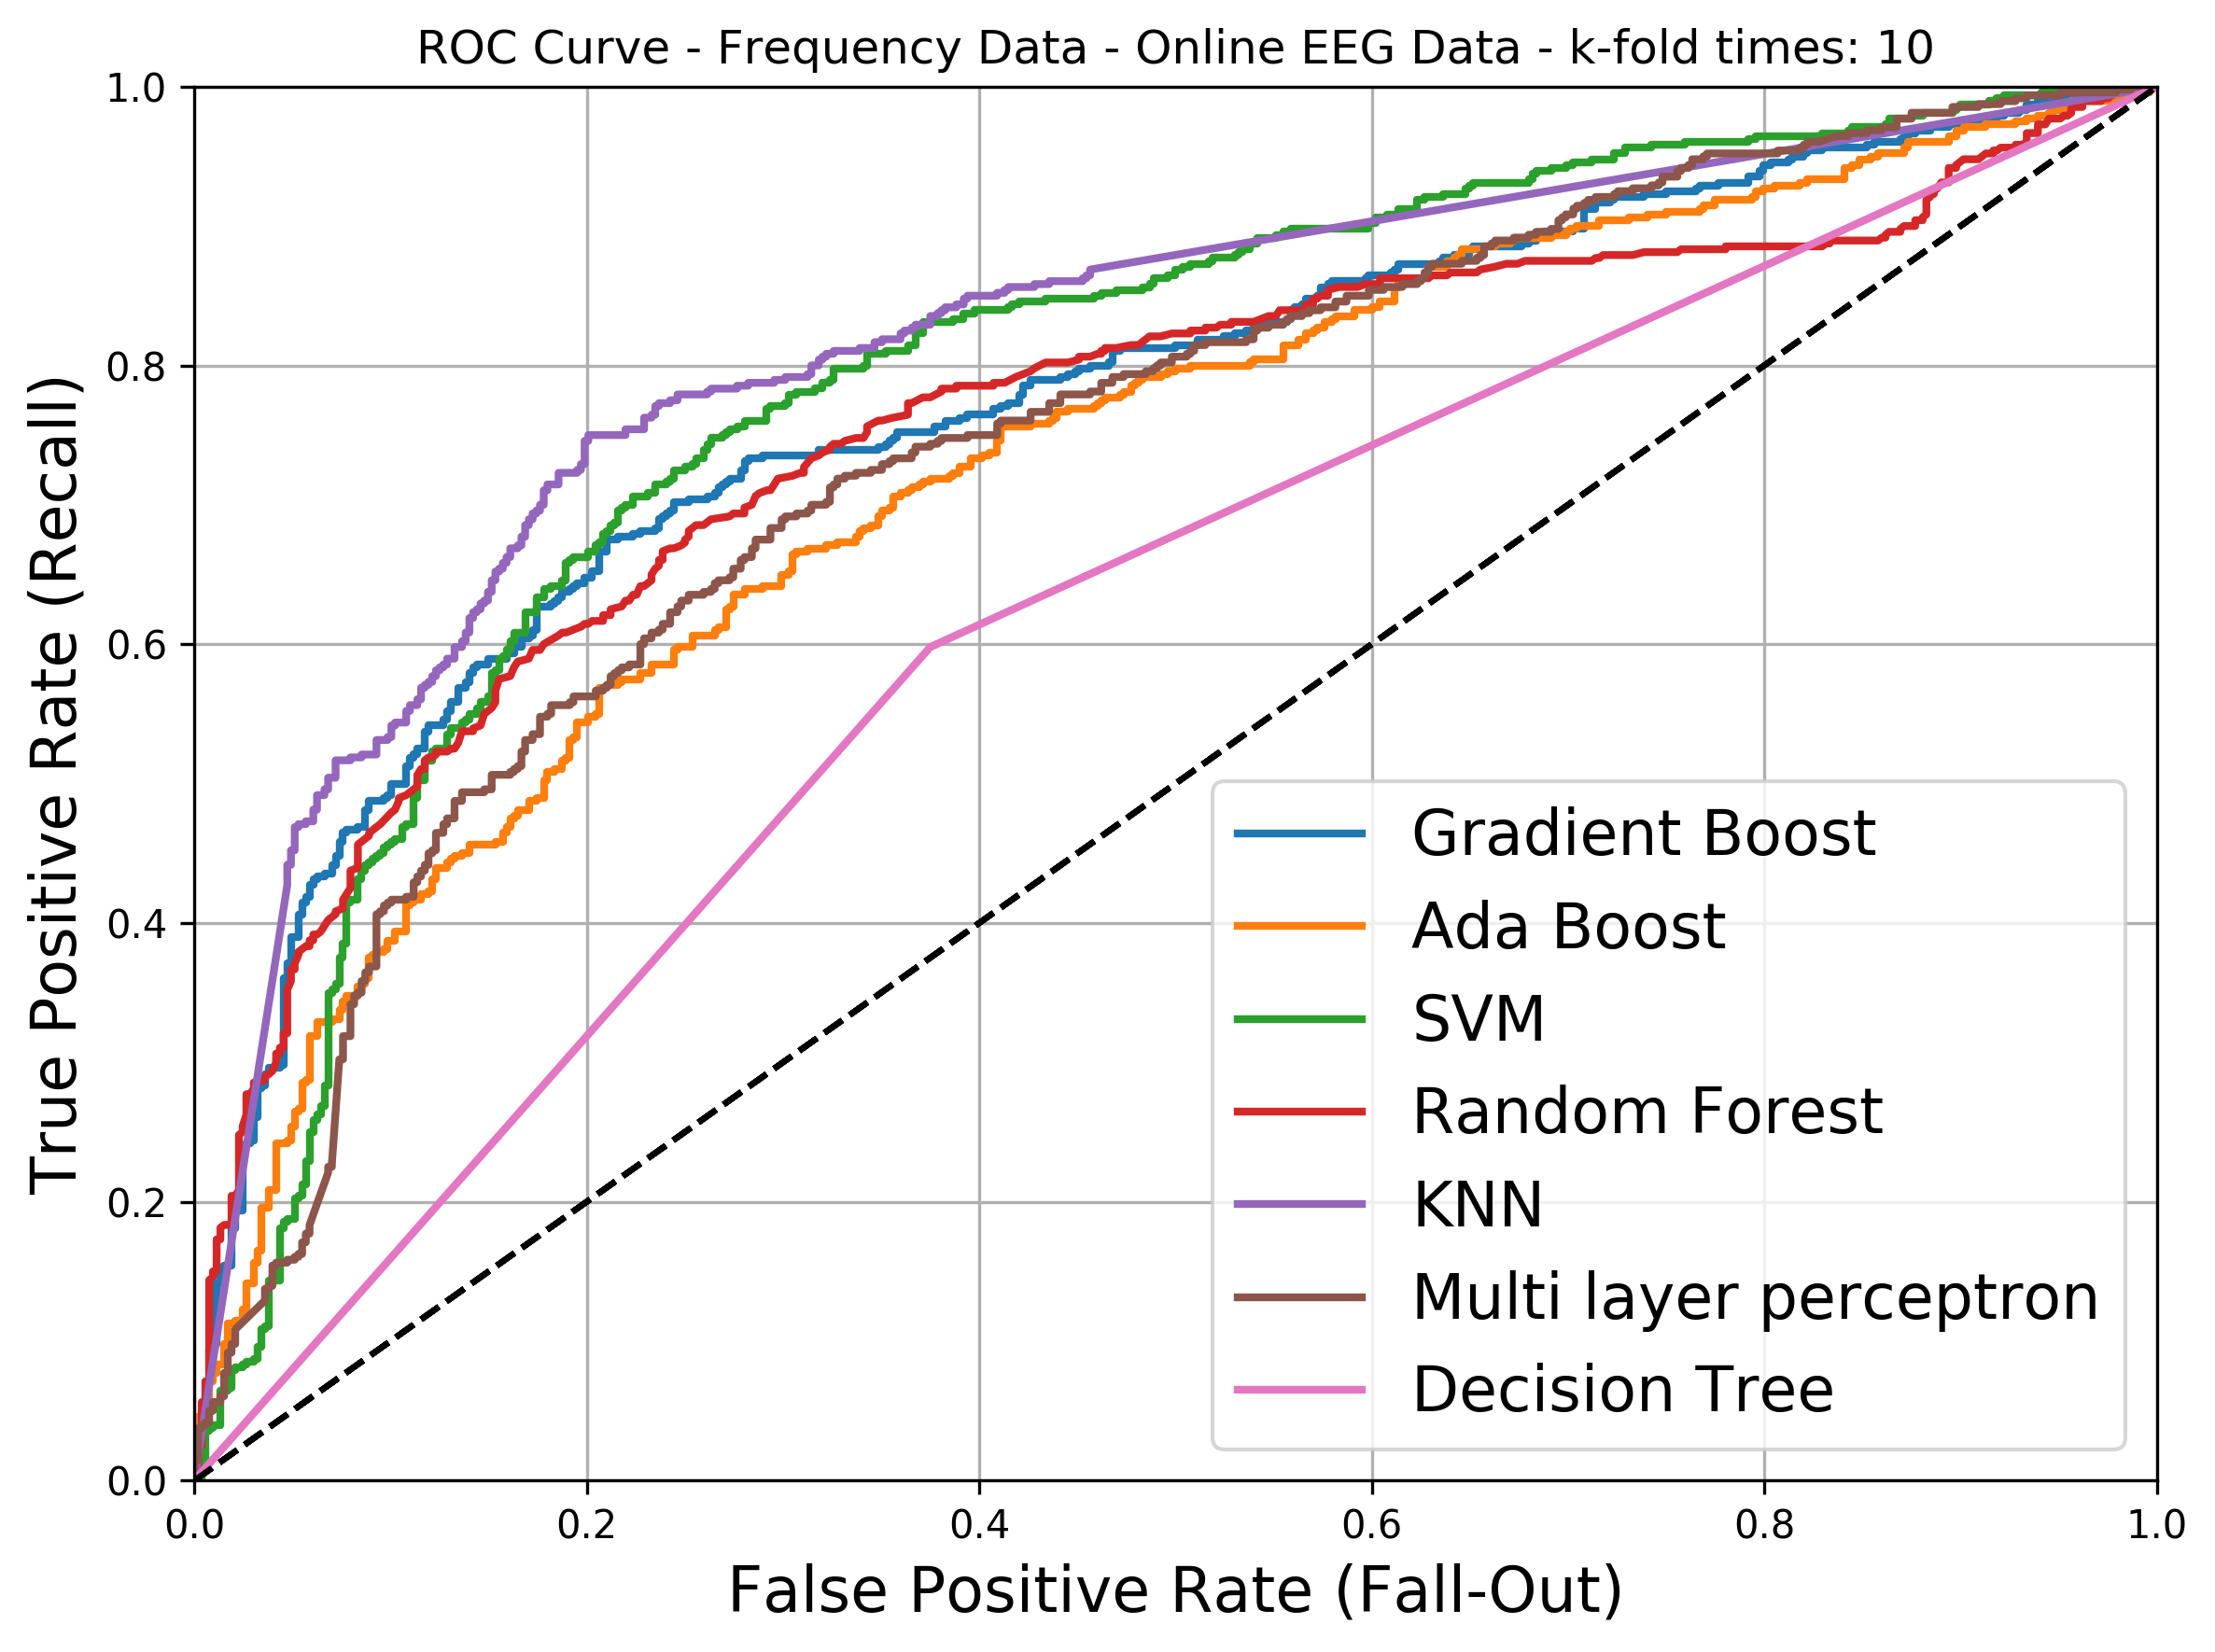 ROC Curve - Frequency Data - Online EEG Data - k-fold times: 10
1.0
0.8
0.6
0.4
0.2
0.0
True Positive Rate (Recall)
Gradient Boost
Ada Boost
SVM
Random Forest
KNN
Multi layer perceptron
Decision Tree
0.0 0.2 0.4 0.6 0.8 1.0
False Positive Rate (Fall-Out)